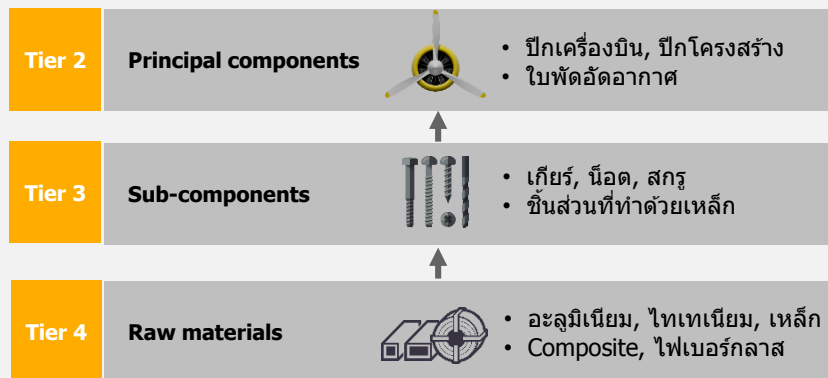 Tier 2
Principal components
• ปีกเครื่องบิน, ปีกโครงสร้าง
• ใบพัดอัดอากาศ
Tier 3
Sub-components
• เกียร์, น็อต, สกรู
• ชิ้นส่วนที่ทำด้วยเหล็ก
Tier 4
Raw materials
• อะลูมิเนียม, ไทเทเนียม, เหล็ก
• Composite, ไฟเบอร์กลาส